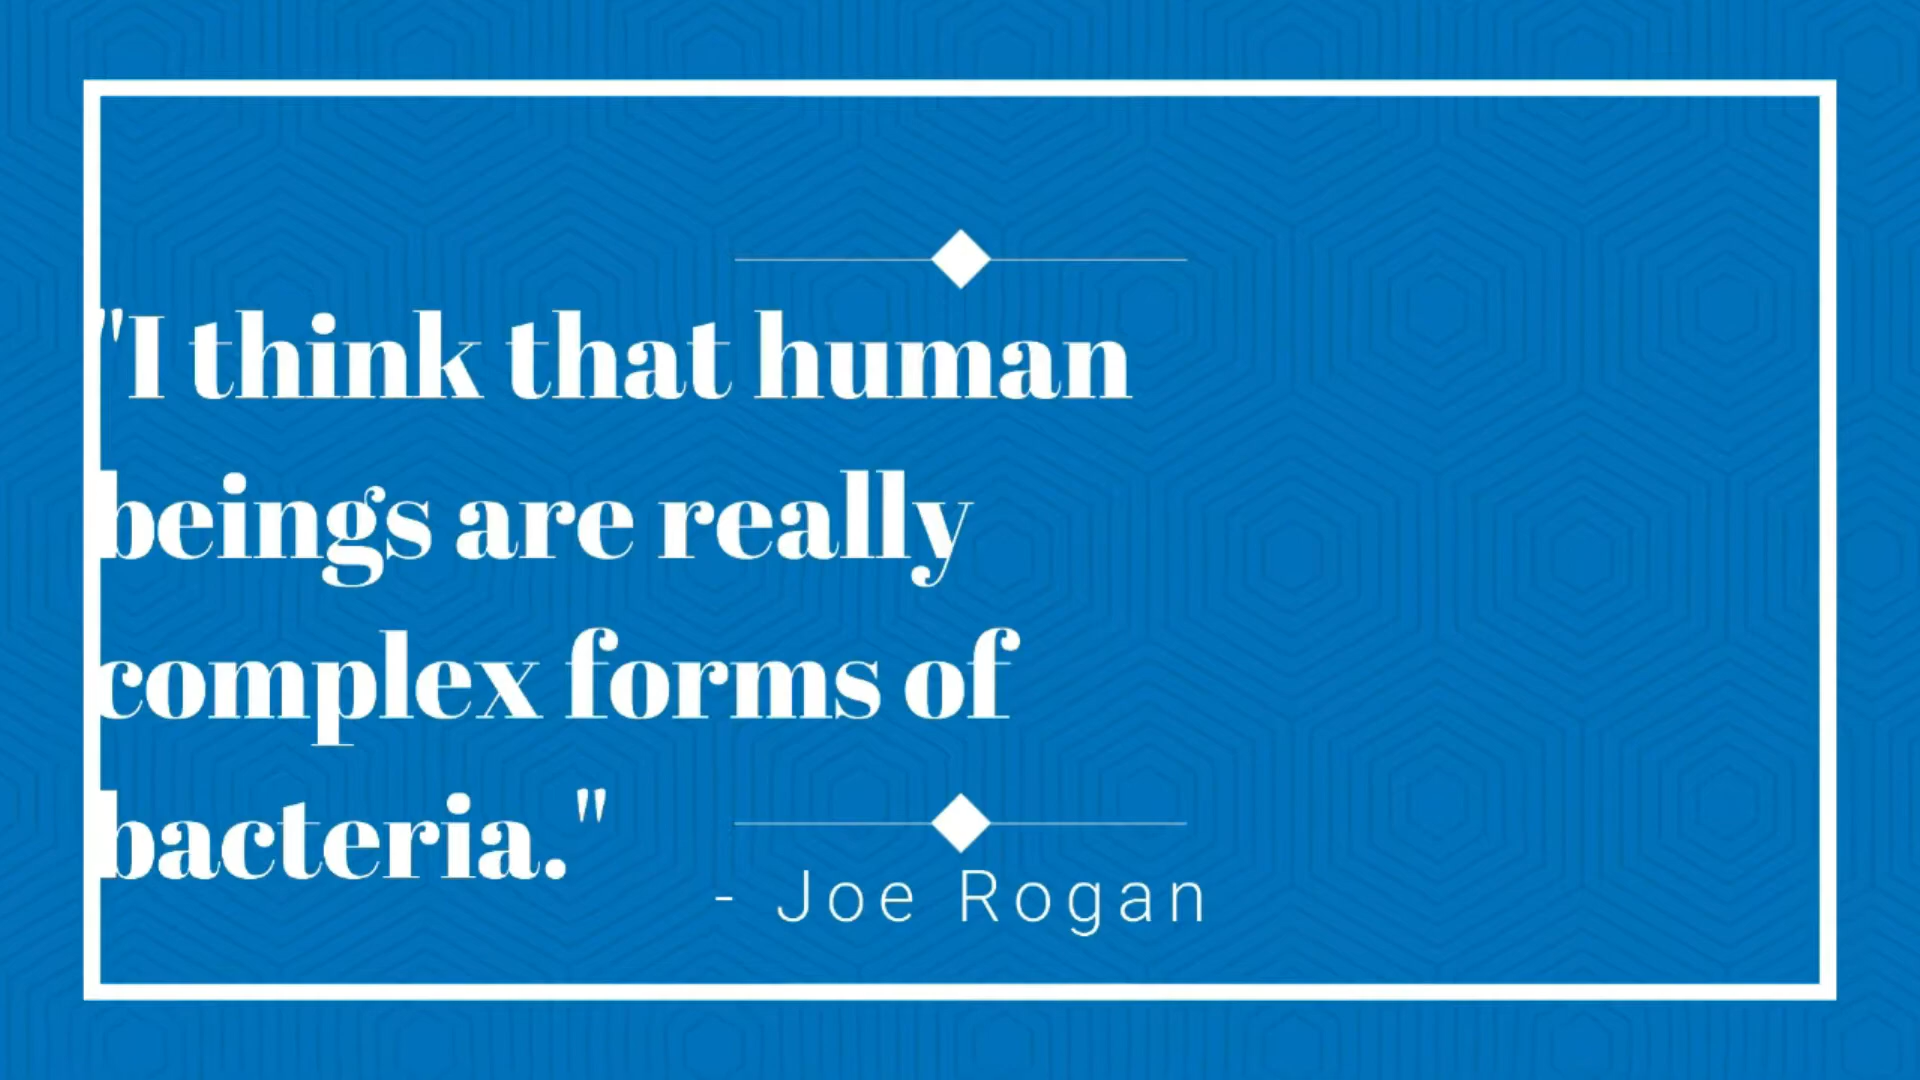 "I think that human
beings are really
complex forms of
bacteria."
- Joe Rogan